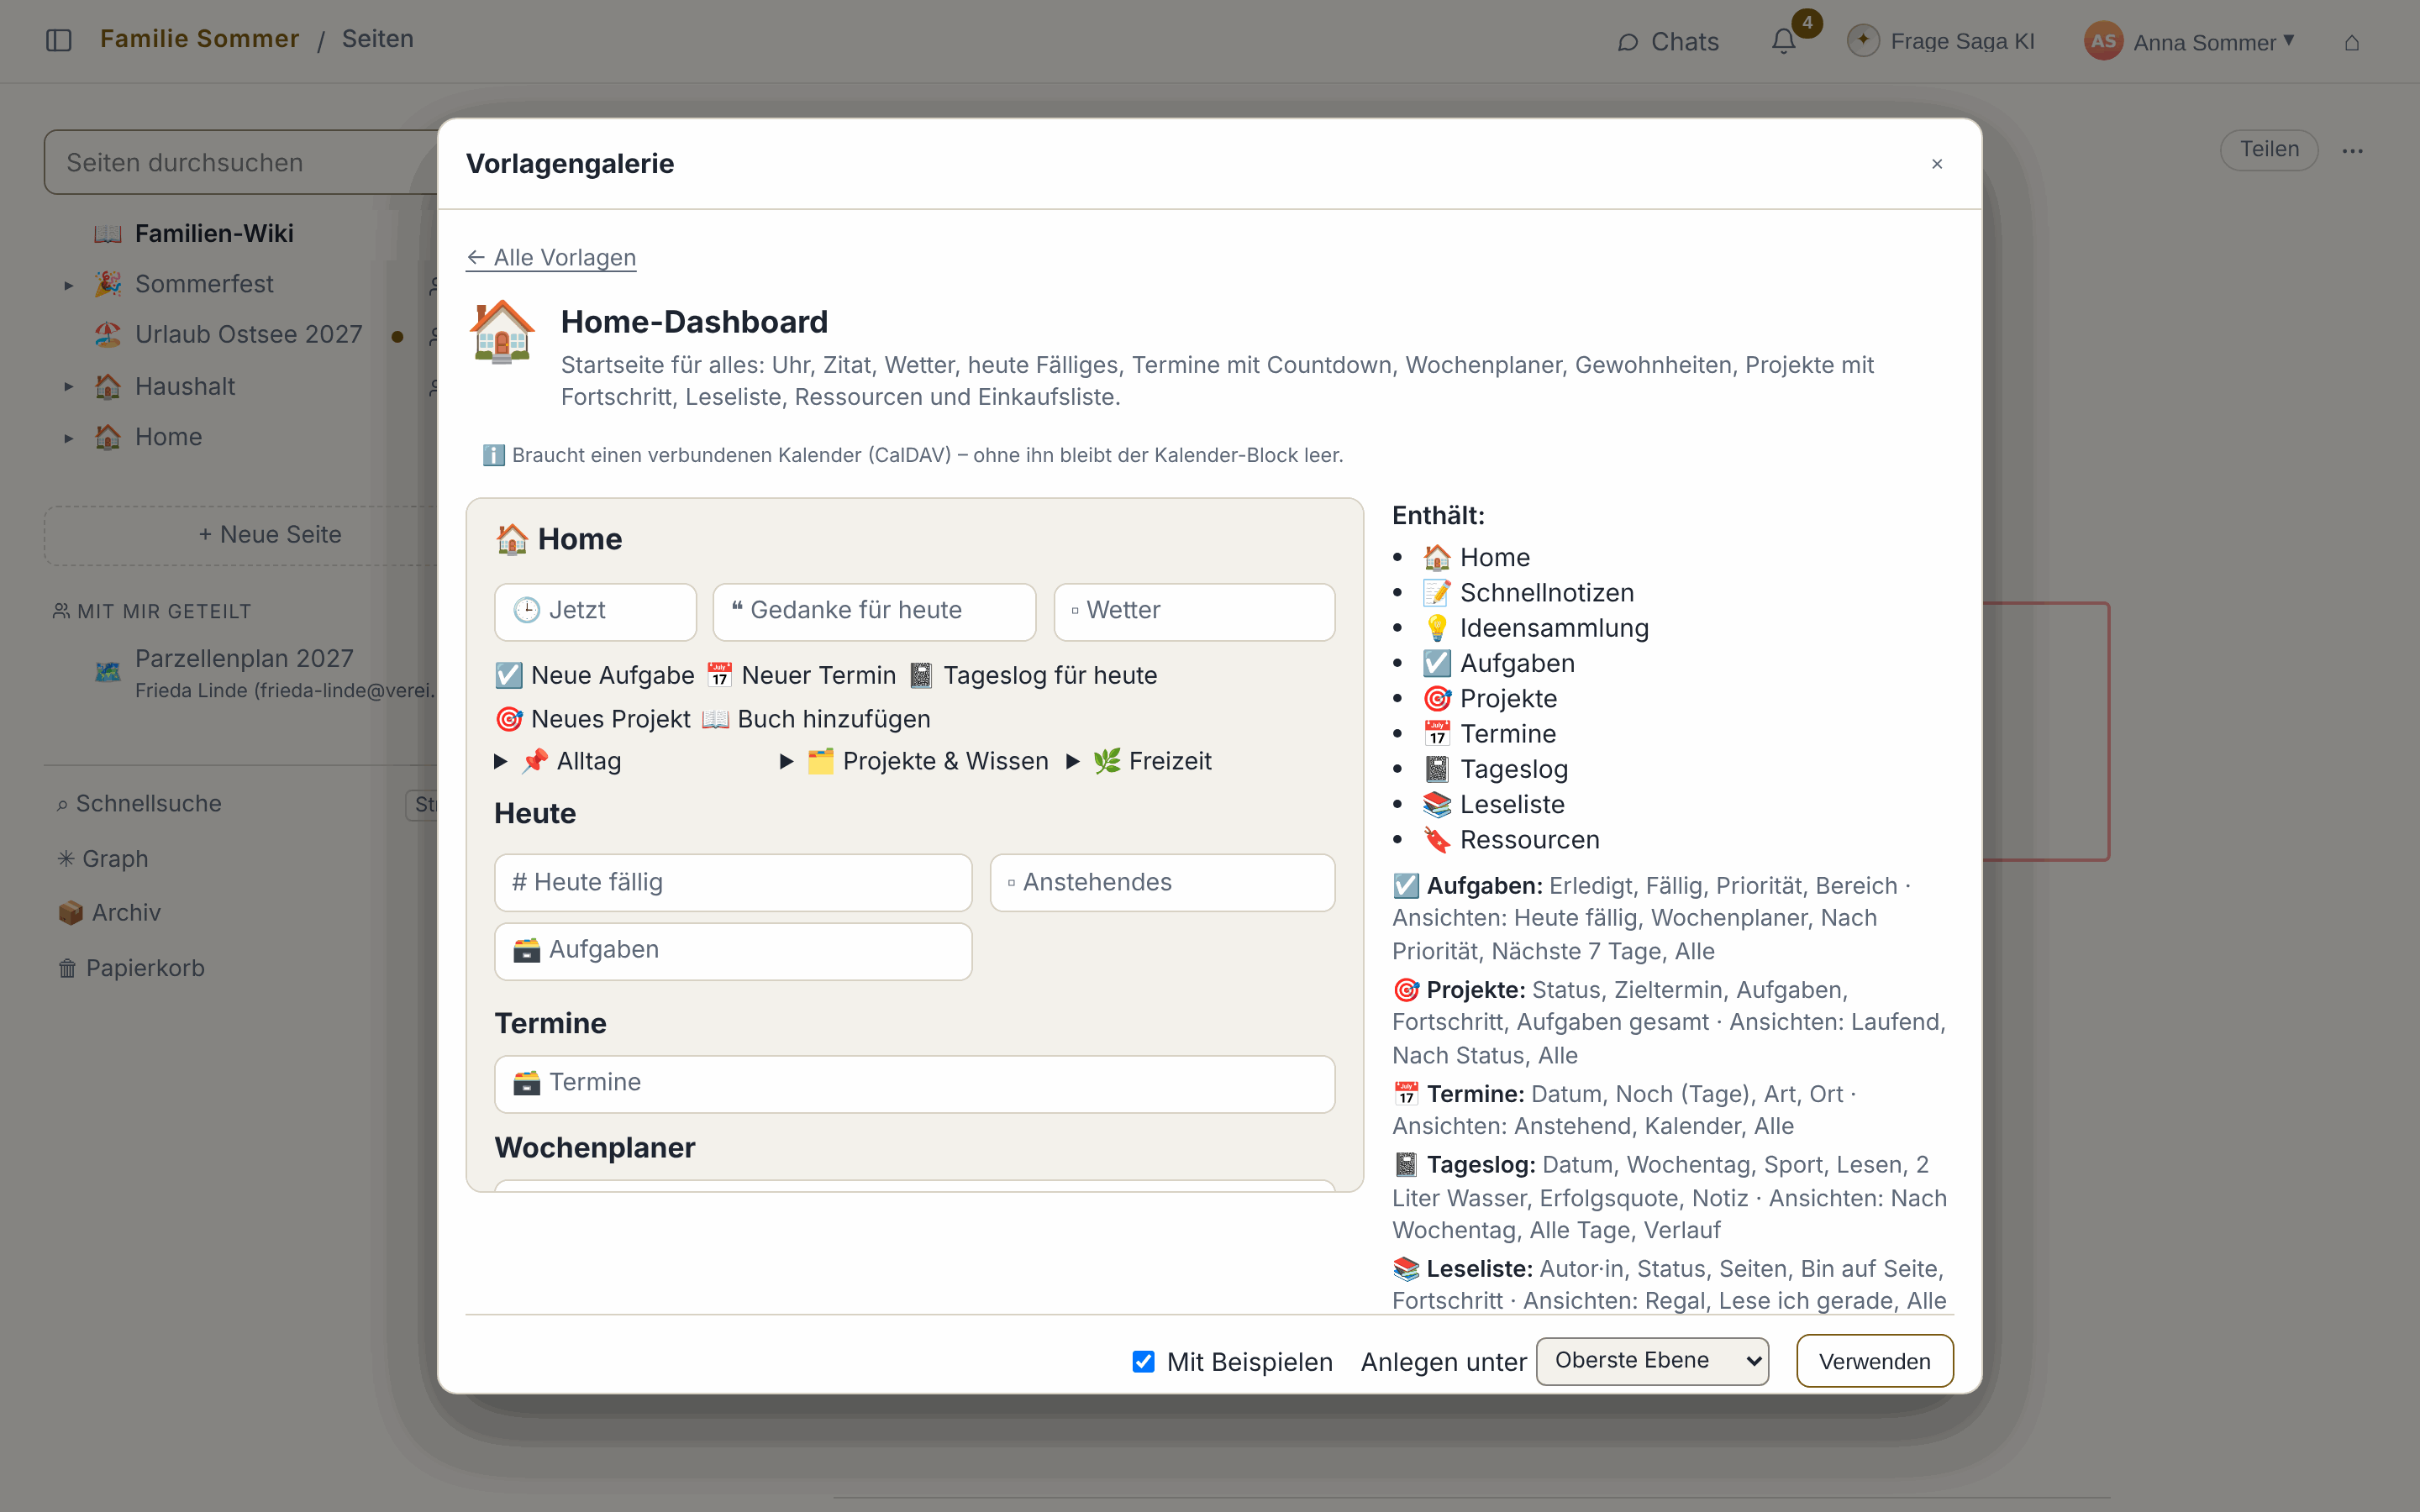 Familie Sommer / Seiten
Chats
4
Frage Saga KI
AS Anna Sommer
Seiten durchsuchen
Familien-Wiki
Sommerfest
Urlaub Ostsee 2027
Haushalt
Home
+ Neue Seite
MIT MIR GETEILT
Parzellenplan 2027
Frieda Linde (frieda-linde@verei.
Schnellsuche
Graph
Archiv
Papierkorb
Teilen
Vorlagengalerie
← Alle Vorlagen
Home-Dashboard
Startseite für alles: Uhr, Zitat, Wetter, heute Fälliges, Termine mit Countdown, Wochenplaner, Gewohnheiten, Projekte mit
Fortschritt, Leseliste, Ressourcen und Einkaufsliste.
Braucht einen verbundenen Kalender (CalDAV) – ohne ihn bleibt der Kalender-Block leer.
Home
Jetzt
❝ Gedanke für heute
Wetter
Neue Aufgabe Neuer Termin Tageslog für heute
Neues Projekt Buch hinzufügen
Alltag
Projekte & Wissen
Freizeit
Heute
# Heute fällig
Anstehendes
Aufgaben
Termine
Termine
Wochenplaner
Enthält:
• Home
• Schnellnotizen
• Ideensammlung
• Aufgaben
• Projekte
• Termine
• Tageslog
• Leseliste
• Ressourcen
Aufgaben: Erledigt, Fällig, Priorität, Bereich ·
Ansichten: Heute fällig, Wochenplaner, Nach
Priorität, Nächste 7 Tage, Alle
Projekte: Status, Zieltermin, Aufgaben,
Fortschritt, Aufgaben gesamt · Ansichten: Laufend,
Nach Status, Alle
Termine: Datum, Noch (Tage), Art, Ort ·
Ansichten: Anstehend, Kalender, Alle
Tageslog: Datum, Wochentag, Sport, Lesen, 2
Liter Wasser, Erfolgsquote, Notiz · Ansichten: Nach
Wochentag, Alle Tage, Verlauf
Leseliste: Autor·in, Status, Seiten, Bin auf Seite,
Fortschritt · Ansichten: Regal, Lese ich gerade, Alle
Mit Beispielen
Anlegen unter
Oberste Ebene
Verwenden